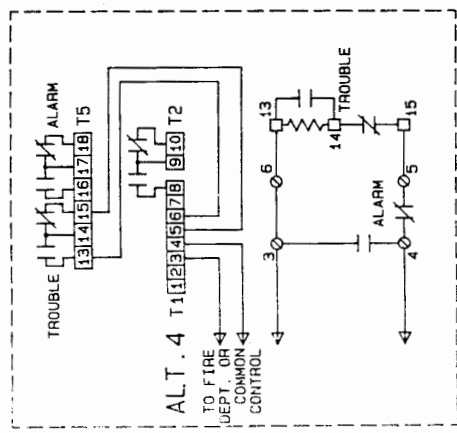 ALARM
T5
13 14 15 16 17 18
TROUBLE
T2
9 10
T1 1 2 3 4 5 6 7 8
ALT. 4
TO FIRE
DEPT. OR
COMMON
CONTROL
13
TROUBLE
14
15
6
5
ALARM
3
4